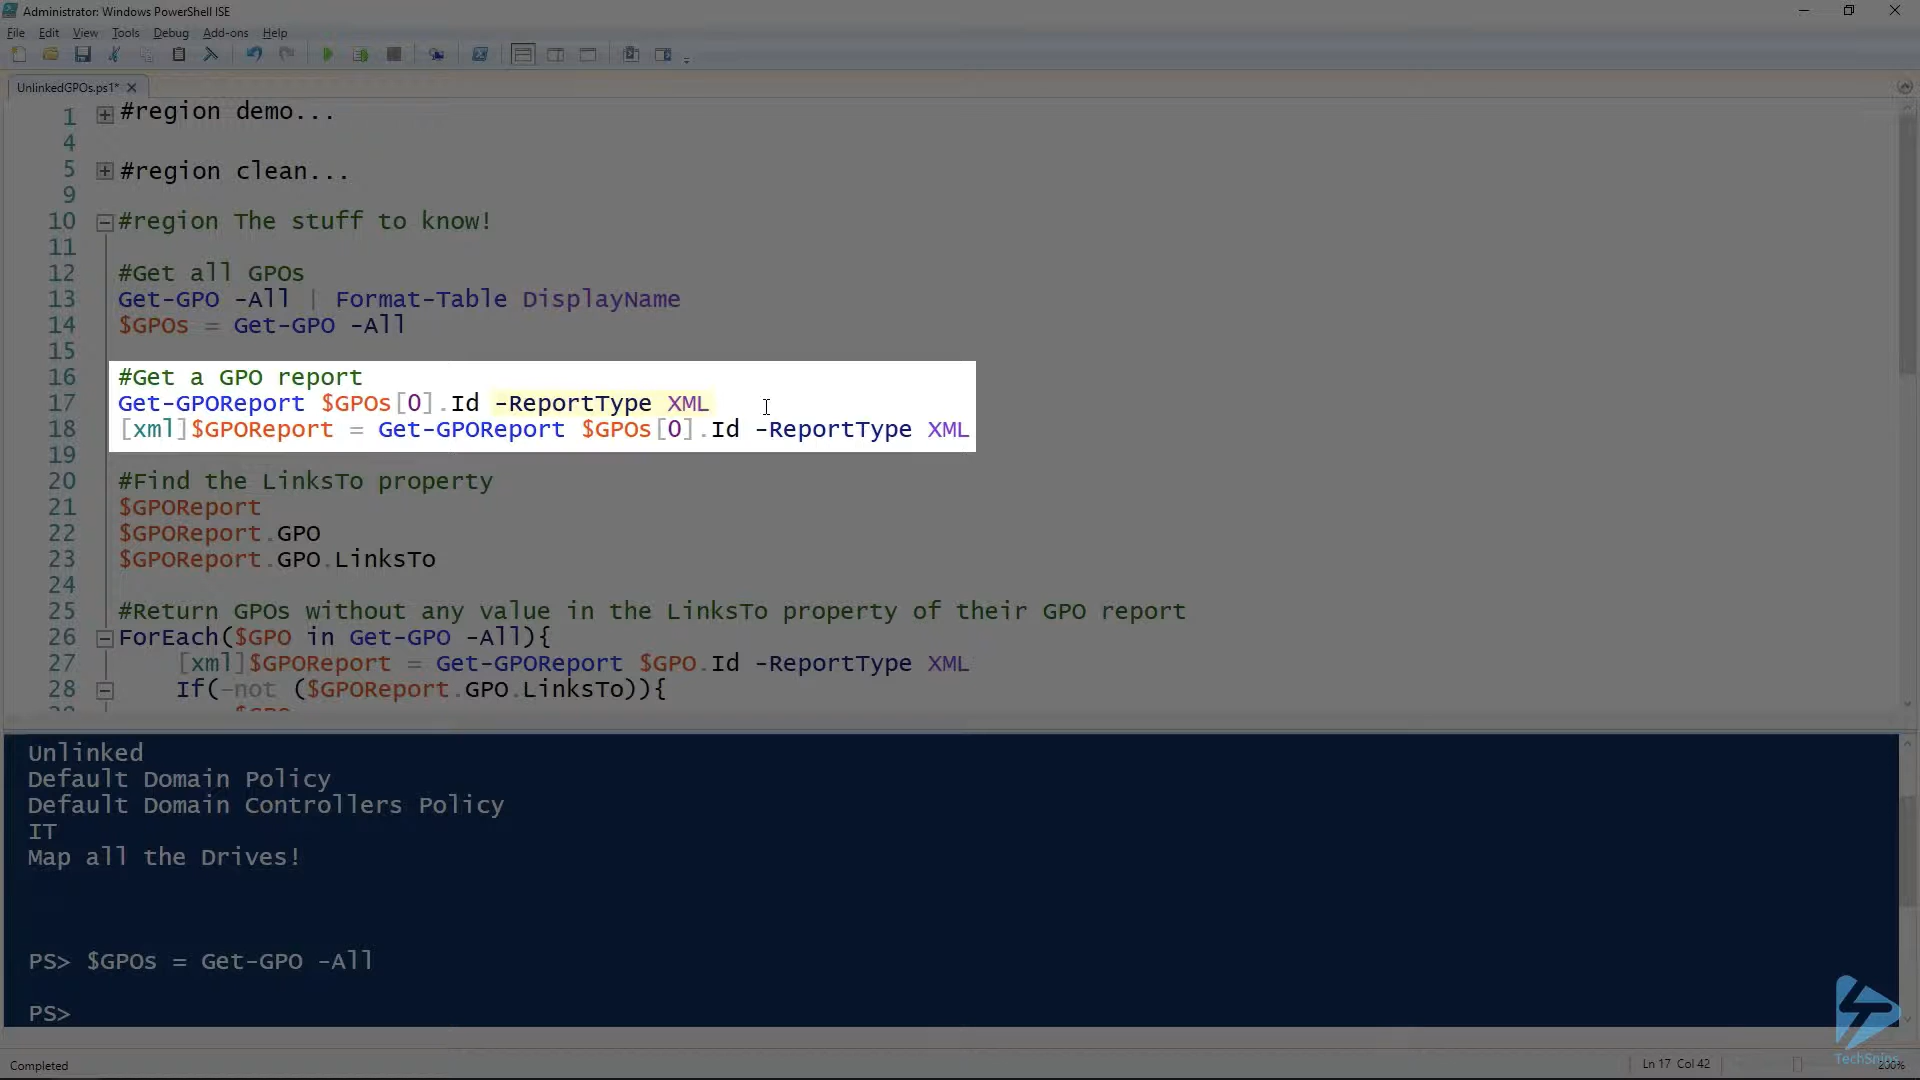 Administrator: Windows PowerShell ISE
File Edit View Tools Debug Add-ons Help
UnlinkedGPOs.ps1*
1 #region demo...
4
5 #region clean...
9
10 #region The stuff to know!
11
12 #Get all GPOs
13 Get-GPO -All | Format-Table DisplayName
14 $GPOs = Get-GPO -All
15
16 #Get a GPO report
17 Get-GPOReport $GPOs[0].Id -ReportType XML
18 [xml]$GPOReport = Get-GPOReport $GPOs[0].Id -ReportType XML
19
20 #Find the LinksTo property
21 $GPOReport
22 $GPOReport.GPO
23 $GPOReport.GPO.LinksTo
24
25 #Return GPOs without any value in the LinksTo property of their GPO report
26 ForEach($GPO in Get-GPO -All){
27 [xml]$GPOReport = Get-GPOReport $GPO.Id -ReportType XML
28 If(-not ($GPOReport.GPO.LinksTo)){
29 $GPO
Unlinked
Default Domain Policy
Default Domain Controllers Policy
IT
Map all the Drives!
PS> $GPOs = Get-GPO -All
PS>
TechSnips
Completed
Ln 17 Col 42
200%